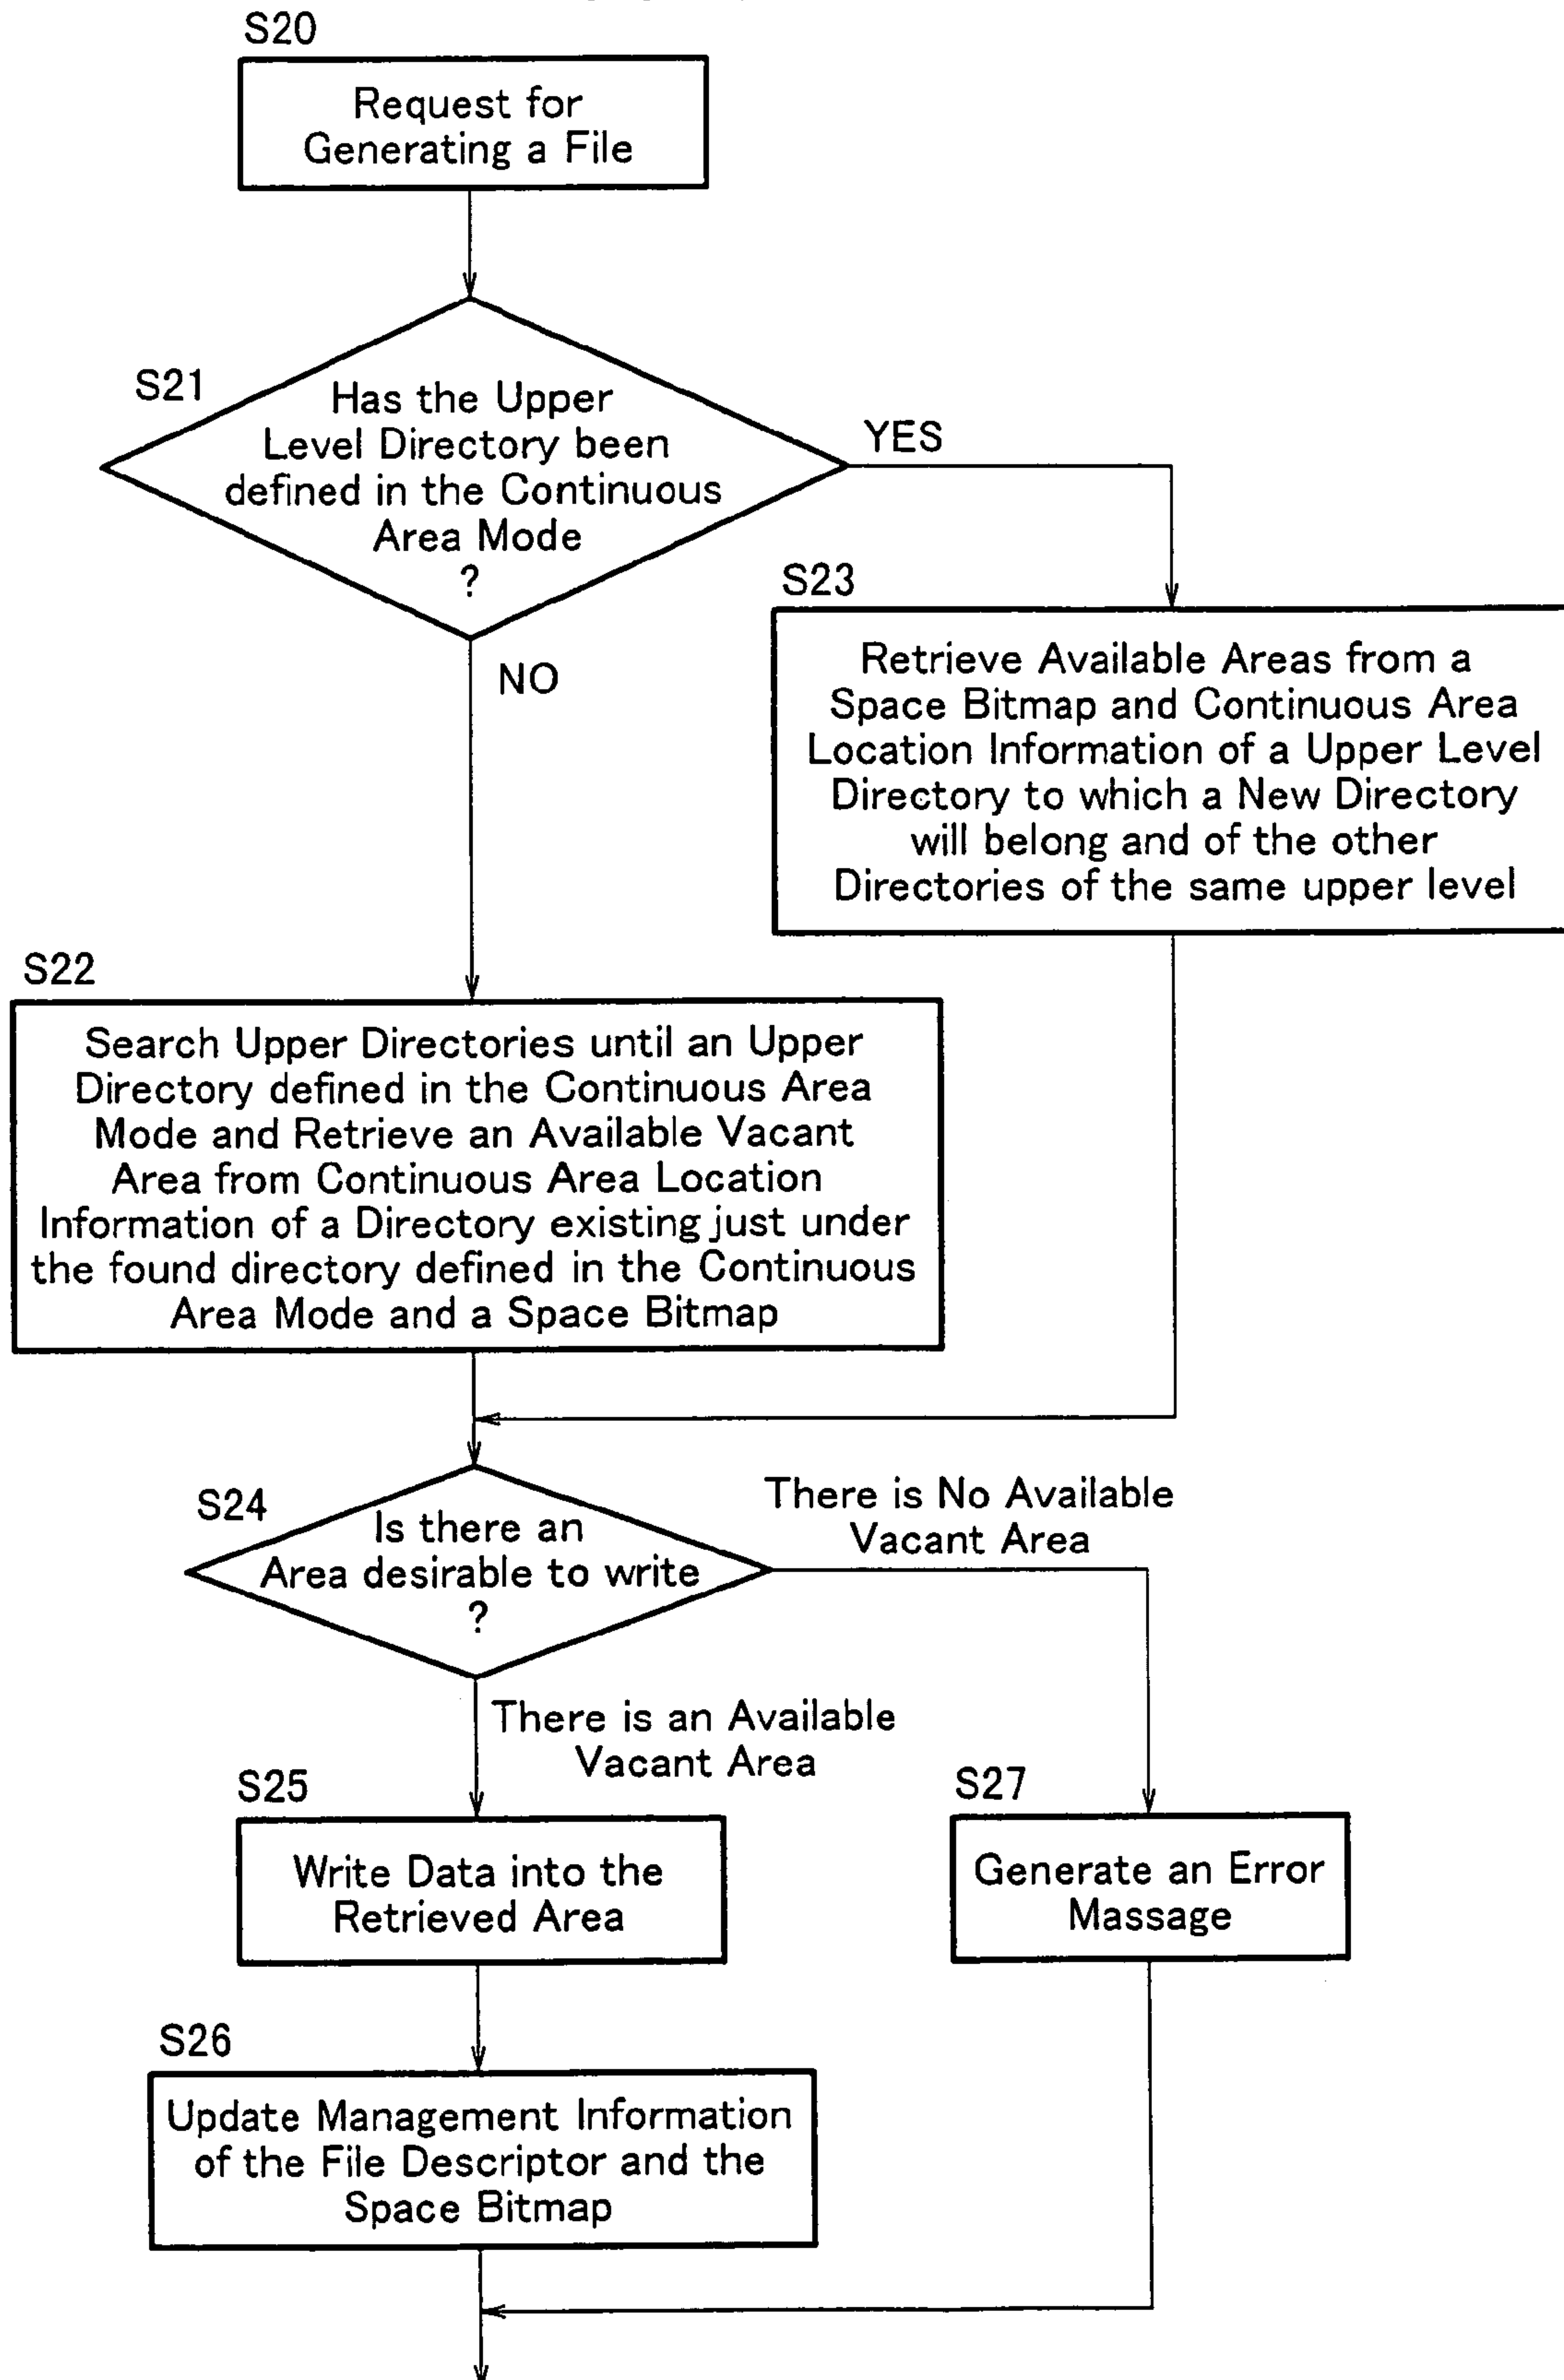 S20
Request for
Generating a File
S21
Has the Upper
Level Directory been
defined in the Continuous
Area Mode
?
YES
NO
S23
Retrieve Available Areas from a
Space Bitmap and Continuous Area
Location Information of a Upper Level
Directory to which a New Directory
will belong and of the other
Directories of the same upper level
S22
Search Upper Directories until an Upper
Directory defined in the Continuous Area
Mode and Retrieve an Available Vacant
Area from Continuous Area Location
Information of a Directory existing just under
the found directory defined in the Continuous
Area Mode and a Space Bitmap
S24
Is there an
Area desirable to write
?
There is No Available
Vacant Area
There is an Available
Vacant Area
S25
Write Data into the
Retrieved Area
S27
Generate an Error
Massage
S26
Update Management Information
of the File Descriptor and the
Space Bitmap